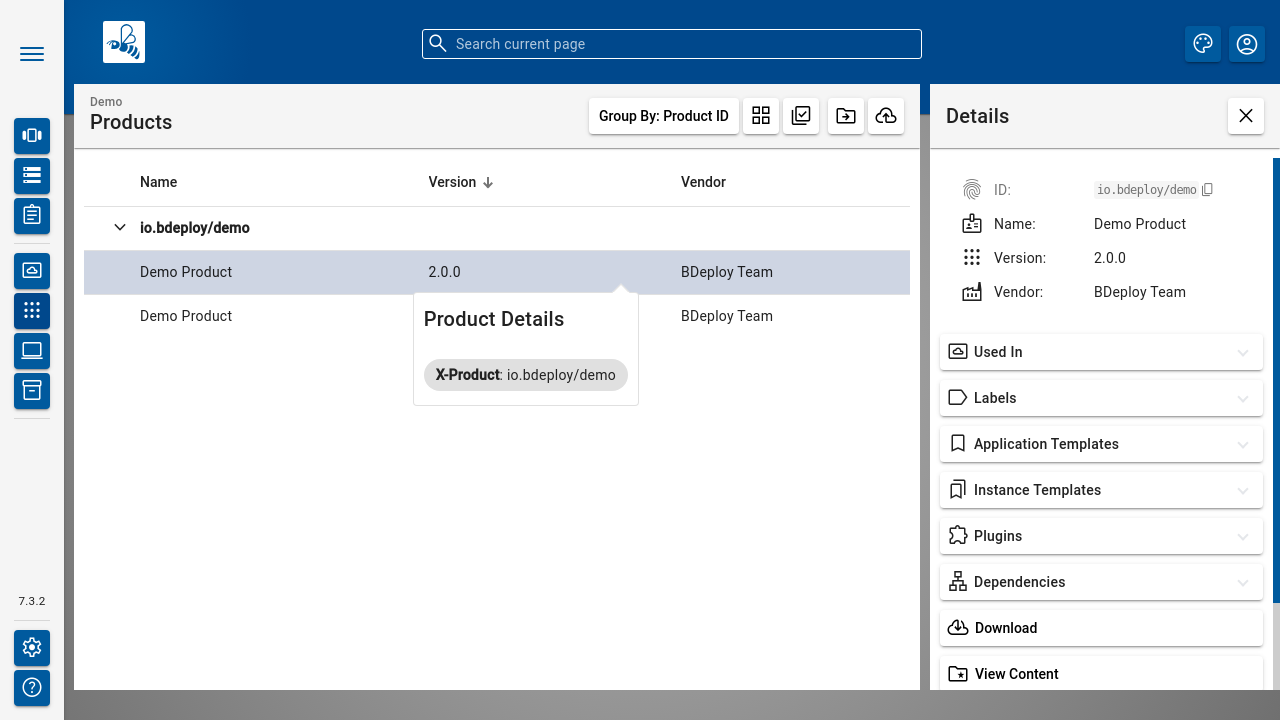 Search current page
Demo
Products
Group By: Product ID
Details
Name Version Vendor
io.bdeploy/demo
Demo Product 2.0.0 BDeploy Team
Demo Product BDeploy Team
Product Details
X-Product: io.bdeploy/demo
ID: io.bdeploy/demo
Name: Demo Product
Version: 2.0.0
Vendor: BDeploy Team
Used In
Labels
Application Templates
Instance Templates
Plugins
Dependencies
Download
View Content
7.3.2